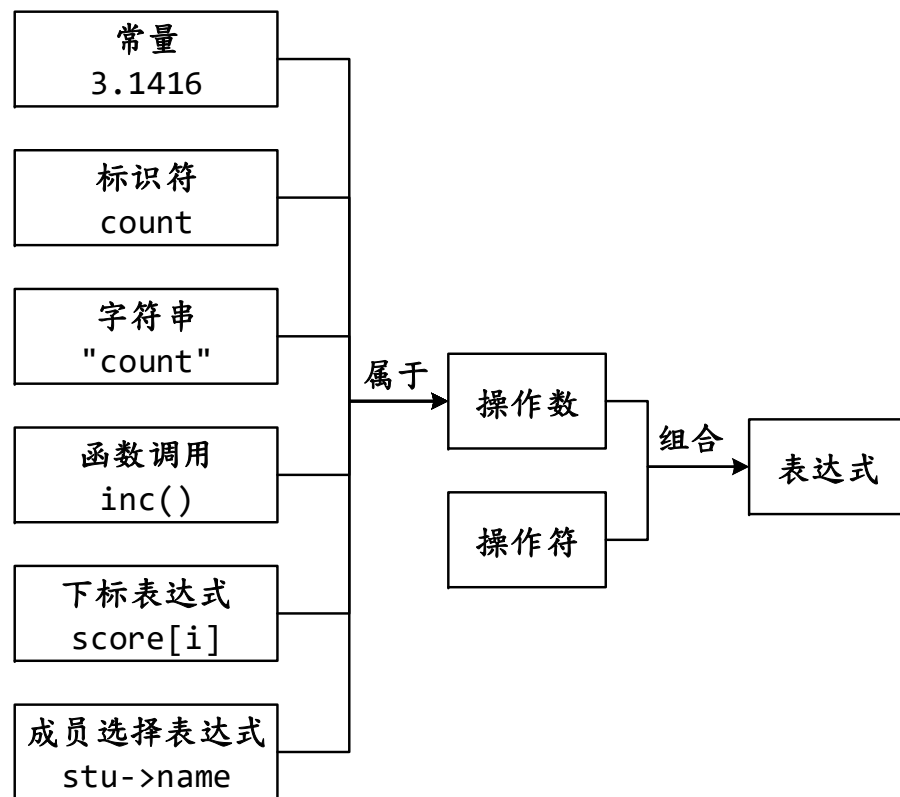 常量
3.1416
标识符
count
字符串
"count"
函数调用
inc()
下标表达式
score[i]
成员选择表达式
stu->name
属于
操作数
操作符
组合
表达式